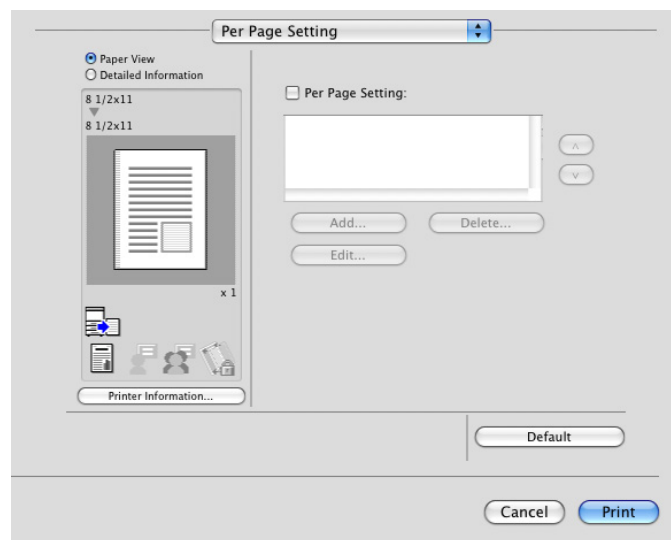 Per Page Setting
Paper View
Detailed Information
8 1/2x11
8 1/2x11
x 1
Printer Information...
Per Page Setting:
Add...
Delete...
Edit...
Default
Cancel
Print